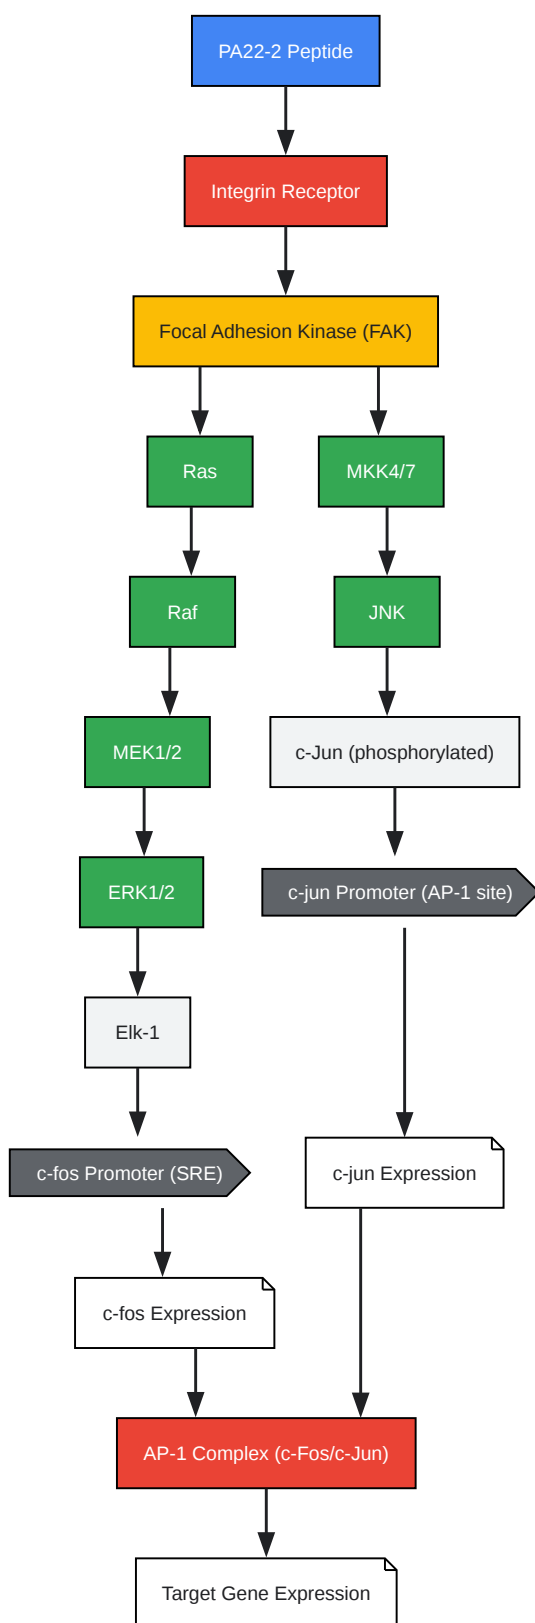 PA22-2 Peptide
Integrin Receptor
Focal Adhesion Kinase (FAK)
Ras
MKK4/7
Raf
JNK
MEK1/2
c-Jun (phosphorylated)
ERK1/2
c-jun Promoter (AP-1 site)
Elk-1
c-fos Promoter (SRE)
c-jun Expression
c-fos Expression
AP-1 Complex (c-Fos/c-Jun)
Target Gene Expression